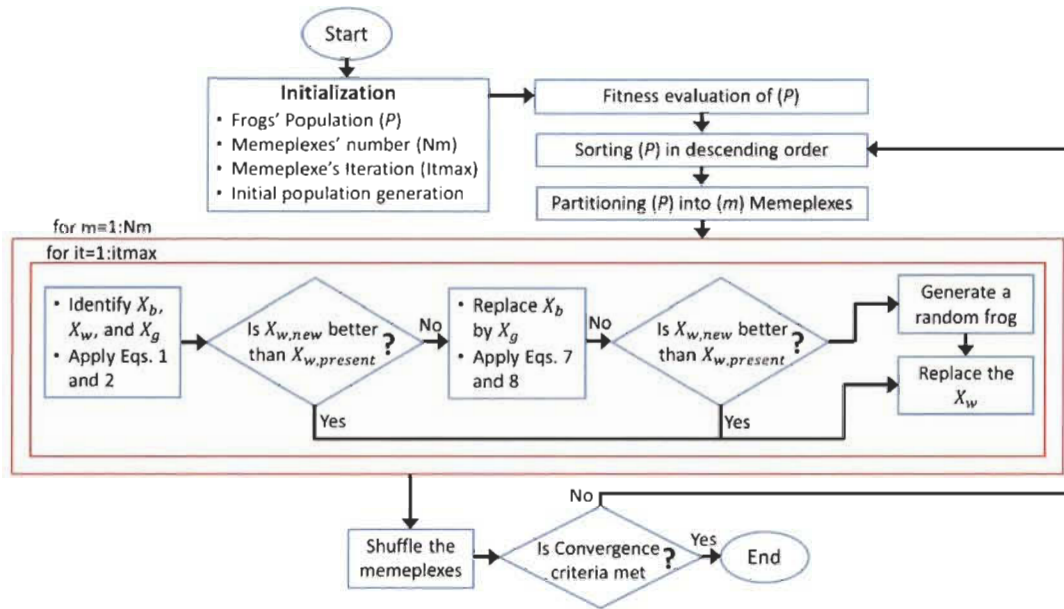 Start
Initialization
• Frogs' Population (P)
• Memeplexes' number (Nm)
• Memeplexe's Iteration (Itmax)
• Initial population generation
Fitness evaluation of (P)
Sorting (P) in descending order
Partitioning (P) into (m) Memeplexes
for m=1:Nm
for it=1:itmax
• Identify X_b,
X_w, and X_g
• Apply Eqs. 1
and 2
Is X_{w,new} better
than X_{w,present}
?
No
Yes
• Replace X_b
by X_g
• Apply Eqs. 7
and 8
No
Is X_{w,new} better
than X_{w,present}
?
Yes
Generate a
random frog
Replace the
X_w
Shuffle the
memeplexes
No
Is Convergence
criteria met
?
Yes
End